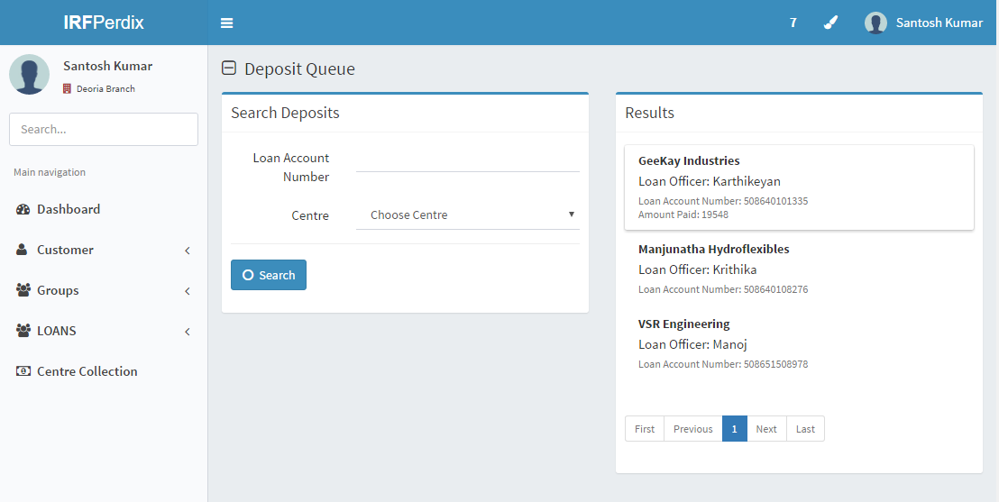 IRFPerdix
7
Santosh Kumar
Santosh Kumar
Deoria Branch
Search...
Main navigation
Dashboard
Customer
Groups
LOANS
Centre Collection
Deposit Queue
Search Deposits
Loan Account
Number
Centre
Choose Centre
Search
Results
GeeKay Industries
Loan Officer: Karthikeyan
Loan Account Number: 508640101335
Amount Paid: 19548
Manjunatha Hydroflexibles
Loan Officer: Krithika
Loan Account Number: 508640108276
VSR Engineering
Loan Officer: Manoj
Loan Account Number: 508651508978
First Previous 1 Next Last